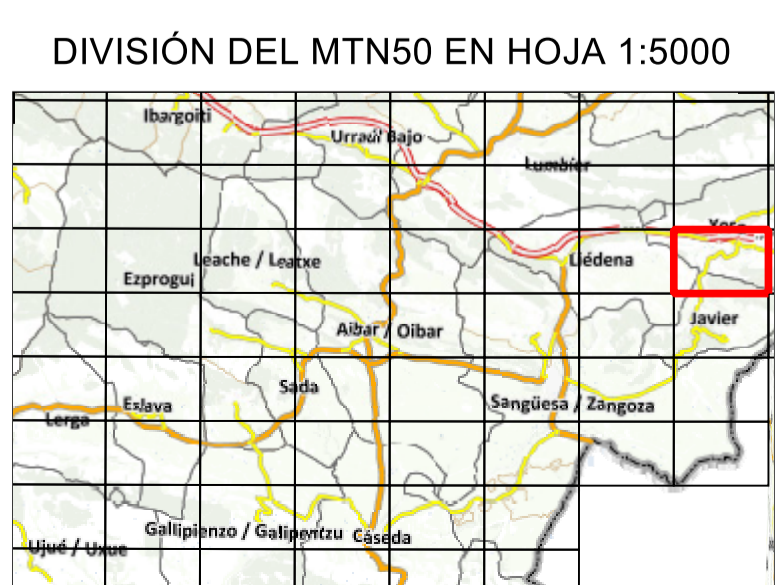 DIVISIÓN DEL MTN50 EN HOJA 1:5000
Ibargoiti
Urraúl Bajo
Lumbier
Leache / Leatxe
Liédena
Ezprogui
Javier
Aibar / Oibar
Sada
Eslava
Sangüesa / Zangoza
Lerga
Gallipienzo / Galipentzu
Cáseda
Ujué / Uxue